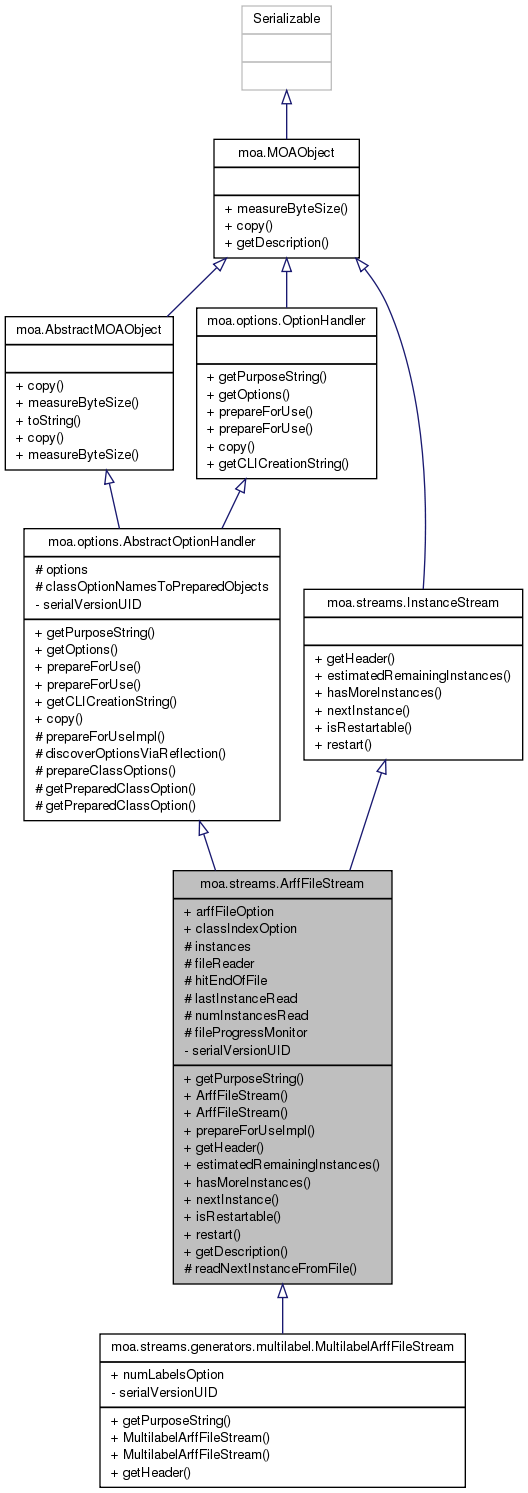 Serializable
moa.MOAObject
+ measureByteSize()
+ copy()
+ getDescription()
moa.AbstractMOAObject
+ copy()
+ measureByteSize()
+ toString()
+ copy()
+ measureByteSize()
moa.options.OptionHandler
+ getPurposeString()
+ getOptions()
+ prepareForUse()
+ prepareForUse()
+ copy()
+ getCLICreationString()
moa.options.AbstractOptionHandler
# options
# classOptionNamesToPreparedObjects
- serialVersionUID
+ getPurposeString()
+ getOptions()
+ prepareForUse()
+ prepareForUse()
+ getCLICreationString()
+ copy()
# prepareForUseImpl()
# discoverOptionsViaReflection()
# prepareClassOptions()
# getPreparedClassOption()
# getPreparedClassOption()
moa.streams.InstanceStream
+ getHeader()
+ estimatedRemainingInstances()
+ hasMoreInstances()
+ nextInstance()
+ isRestartable()
+ restart()
moa.streams.ArffFileStream
+ arffFileOption
+ classIndexOption
# instances
# fileReader
# hitEndOfFile
# lastInstanceRead
# numInstancesRead
# fileProgressMonitor
- serialVersionUID
+ getPurposeString()
+ ArffFileStream()
+ ArffFileStream()
+ prepareForUseImpl()
+ getHeader()
+ estimatedRemainingInstances()
+ hasMoreInstances()
+ nextInstance()
+ isRestartable()
+ restart()
+ getDescription()
# readNextInstanceFromFile()
moa.streams.generators.multilabel.MultilabelArffFileStream
+ numLabelsOption
- serialVersionUID
+ getPurposeString()
+ MultilabelArffFileStream()
+ MultilabelArffFileStream()
+ getHeader()